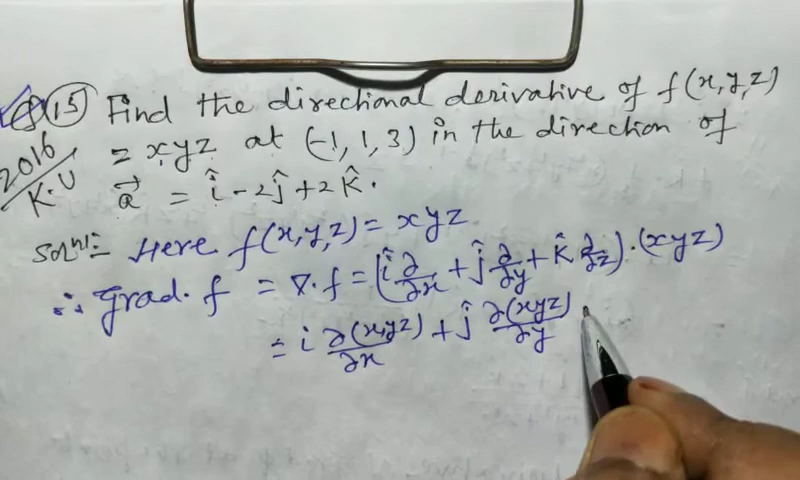 Q 15 Find the directional derivative of f(x,y,z)
= xyz at (-1, 1, 3) in the direction of
2016
K.U
a⃗ = î - 2ĵ + 2k̂.
Solⁿ:- Here f(x,y,z) = xyz
∴ grad. f = ∇. f = (î ∂/∂x + ĵ ∂/∂y + k̂ ∂/∂z) . (xyz)
= i ∂(xyz)/∂x + ĵ ∂(xyz)/∂y